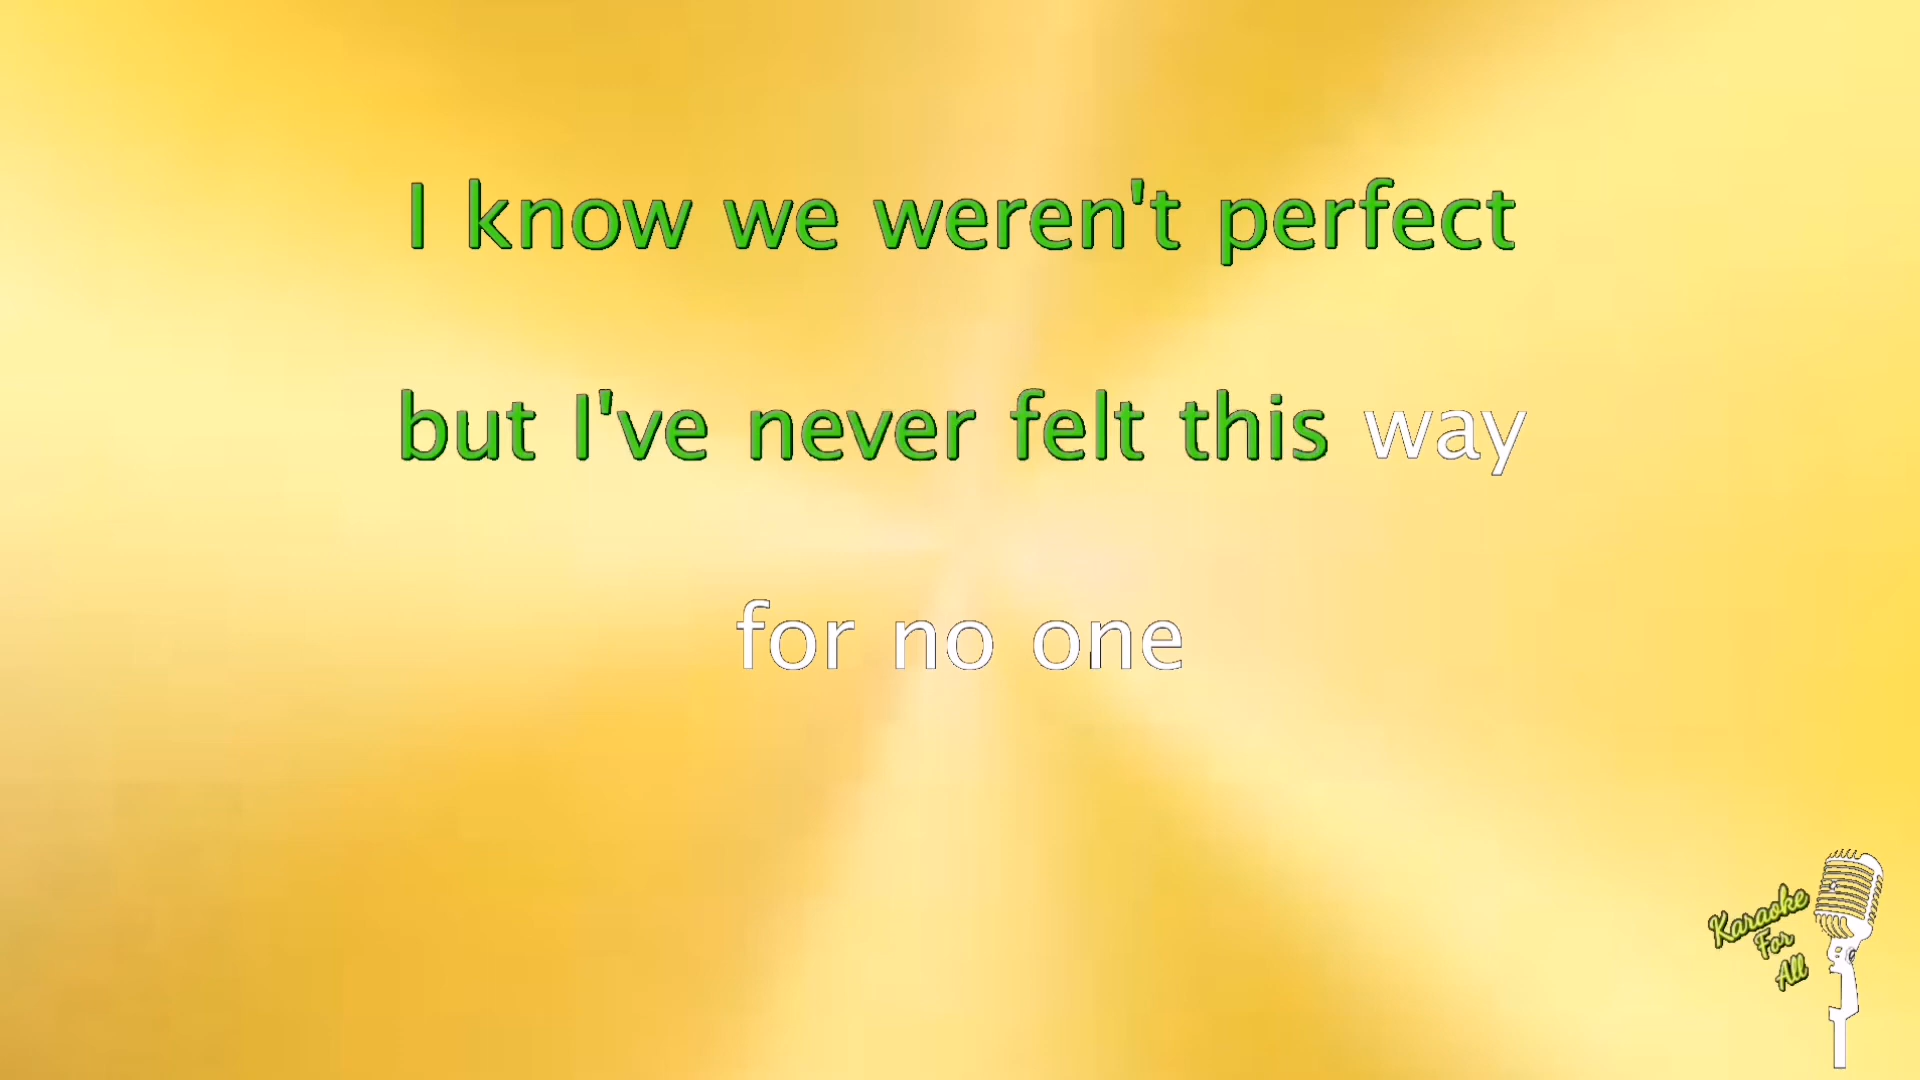 I know we weren't perfect
but I've never felt this way
for no one
Karaoke
For
All